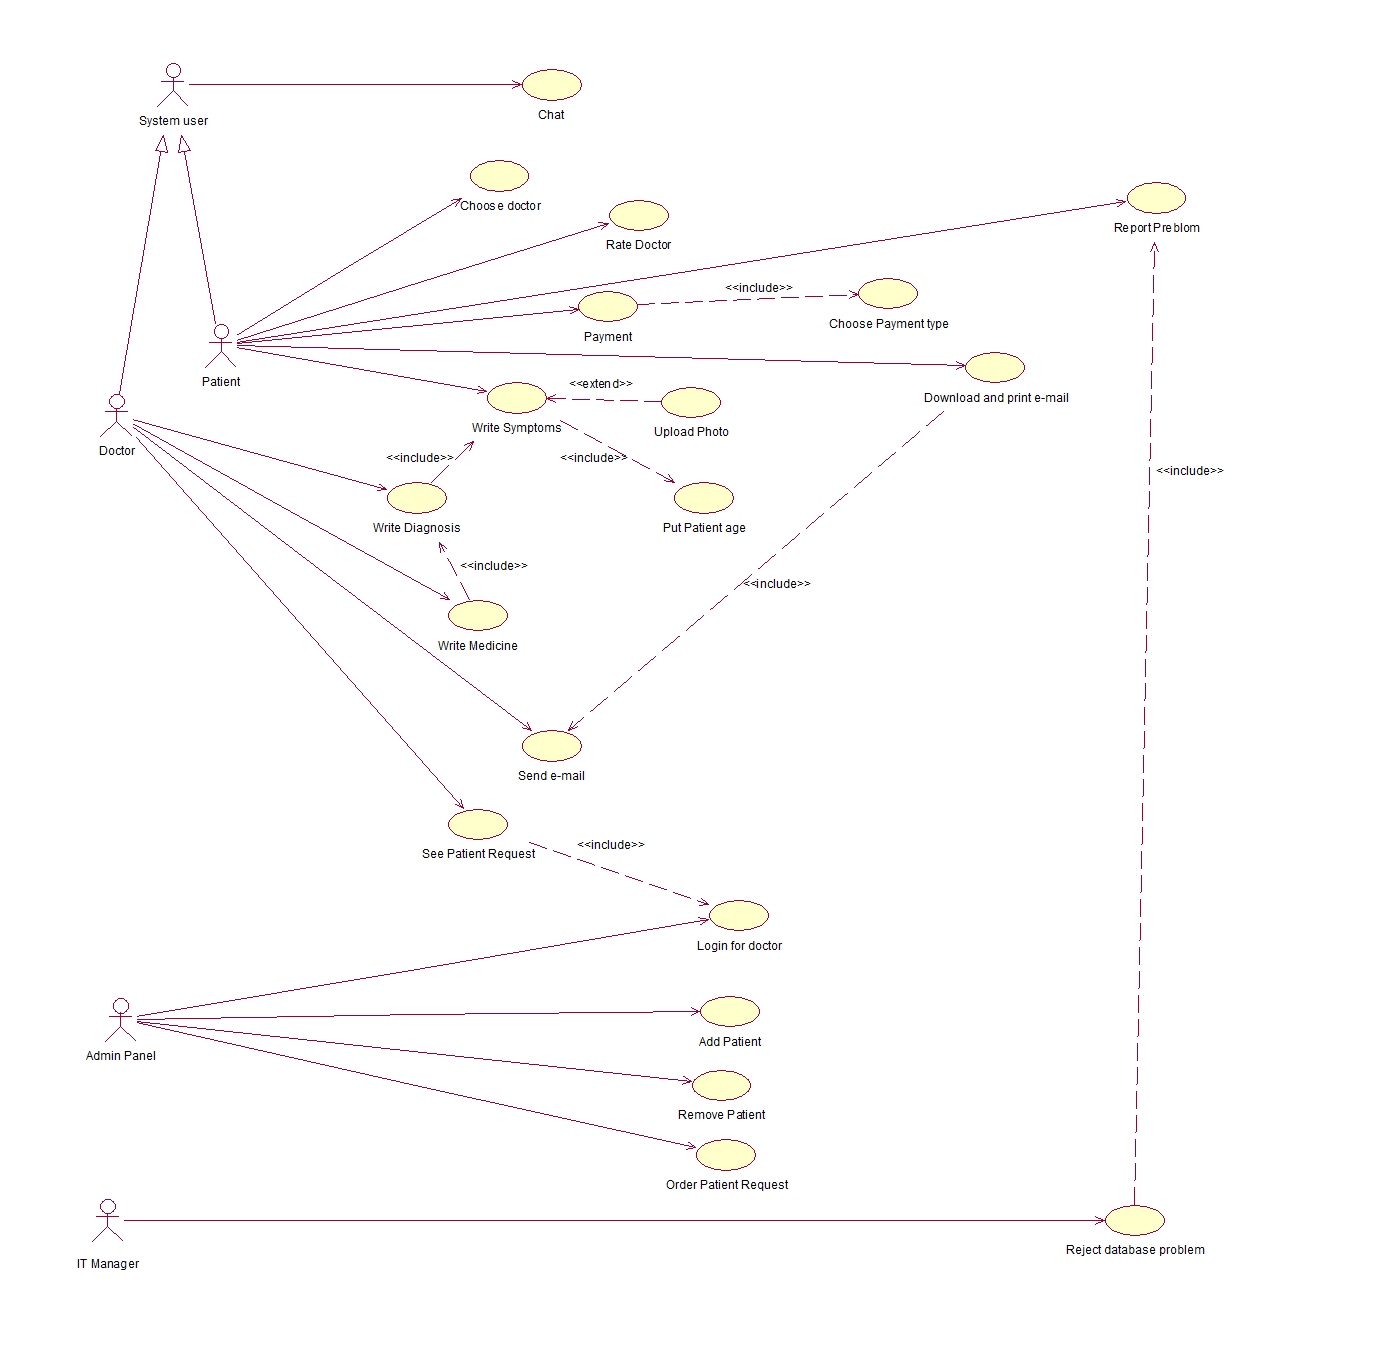 System user
Chat
Choose doctor
Rate Doctor
Report Preblom
<<include>>
Choose Payment type
Payment
Patient
<<extend>>
Download and print e-mail
Write Symptoms
Upload Photo
Doctor
<<include>>
<<include>>
<<include>>
Write Diagnosis
Put Patient age
<<include>>
<<include>>
Write Medicine
Send e-mail
See Patient Request
<<include>>
Login for doctor
Add Patient
Admin Panel
Remove Patient
Order Patient Request
IT Manager
Reject database problem